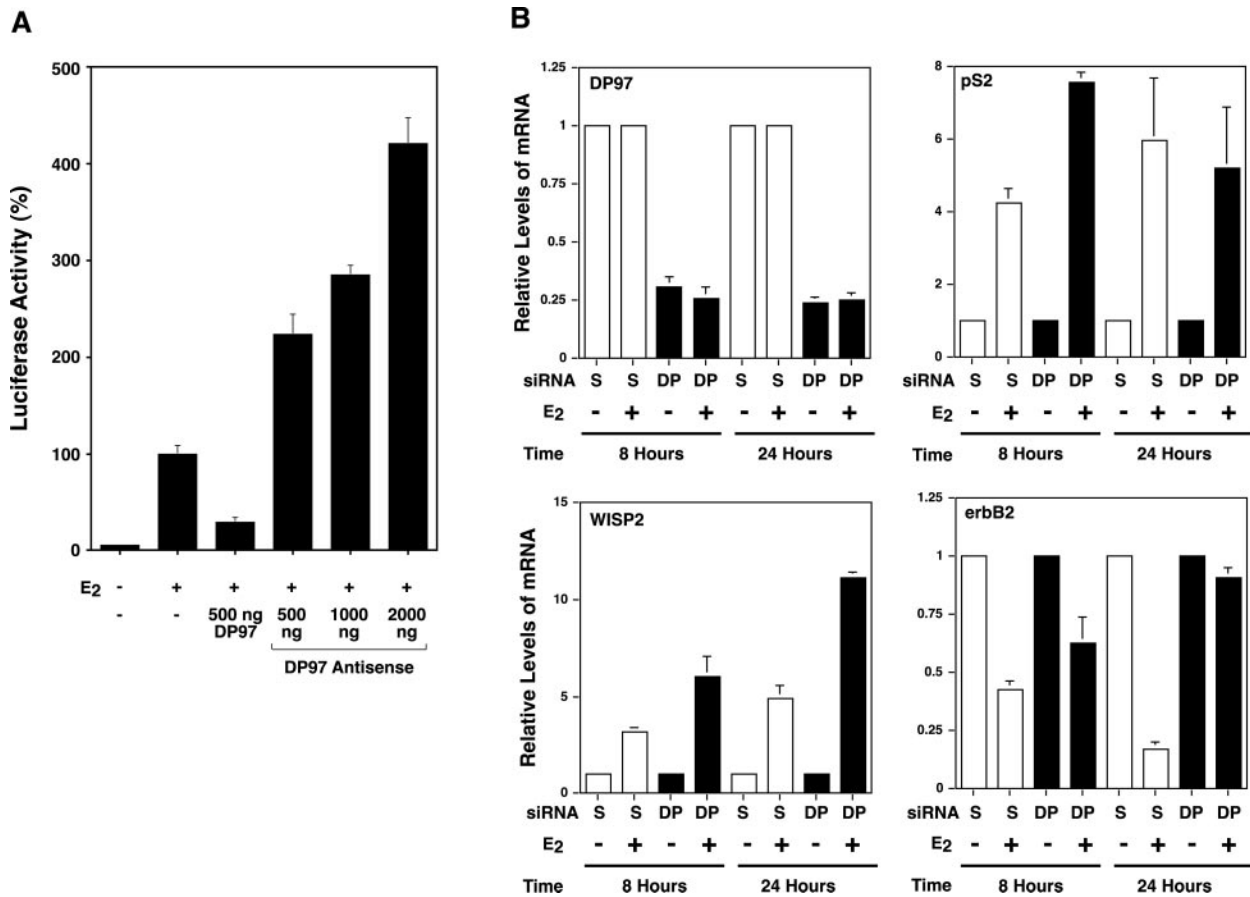 A
500
400
300
200
100
0
Luciferase Activity (%)
E2 - + + + + +
- - 500 ng DP97 500 ng 1000 ng 2000 ng
DP97 Antisense
B
DP97
1.25
1
0.75
0.5
0.25
0
Relative Levels of mRNA
siRNA S S DP DP S S DP DP
E2 - + - + - + - +
Time 8 Hours 24 Hours
pS2
8
6
4
2
0
siRNA S S DP DP S S DP DP
E2 - + - + - + - +
Time 8 Hours 24 Hours
WISP2
15
10
5
0
Relative Levels of mRNA
siRNA S S DP DP S S DP DP
E2 - + - + - + - +
Time 8 Hours 24 Hours
erbB2
1.25
1
0.75
0.5
0.25
0
siRNA S S DP DP S S DP DP
E2 - + - + - + - +
Time 8 Hours 24 Hours